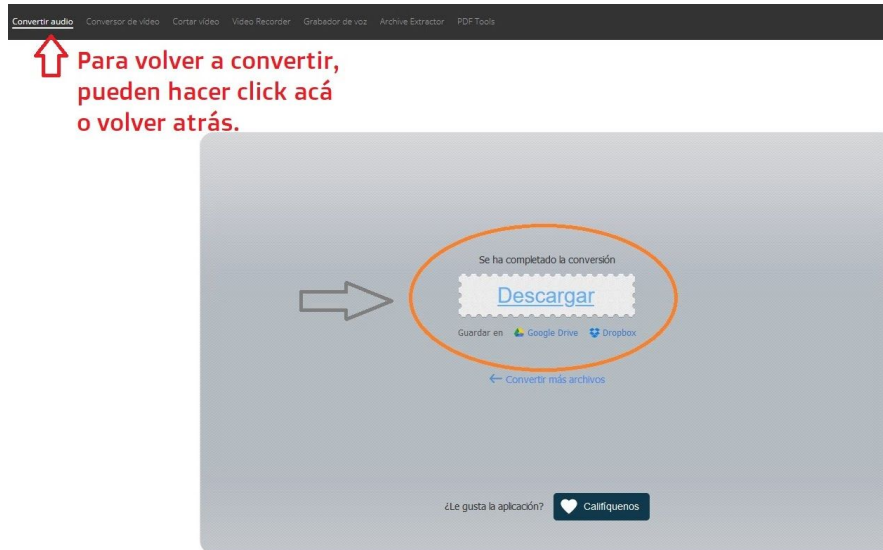 Convertir audio Conversor de vídeo Cortar vídeo Video Recorder Grabador de voz Archive Extractor PDF Tools
Para volver a convertir,
pueden hacer click acá
o volver atrás.
Se ha completado la conversión
Descargar
Guardar en Google Drive Dropbox
Convertir más archivos
¿Le gusta la aplicación? Califíquenos